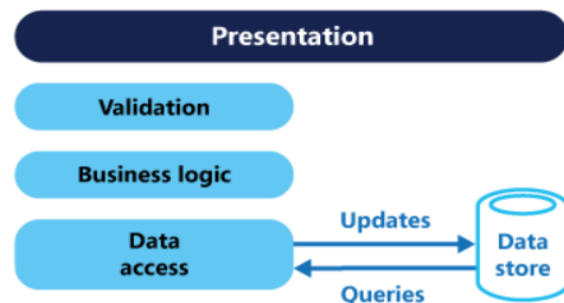 Presentation
Validation
Business logic
Data
access
Updates
Queries
Data
store